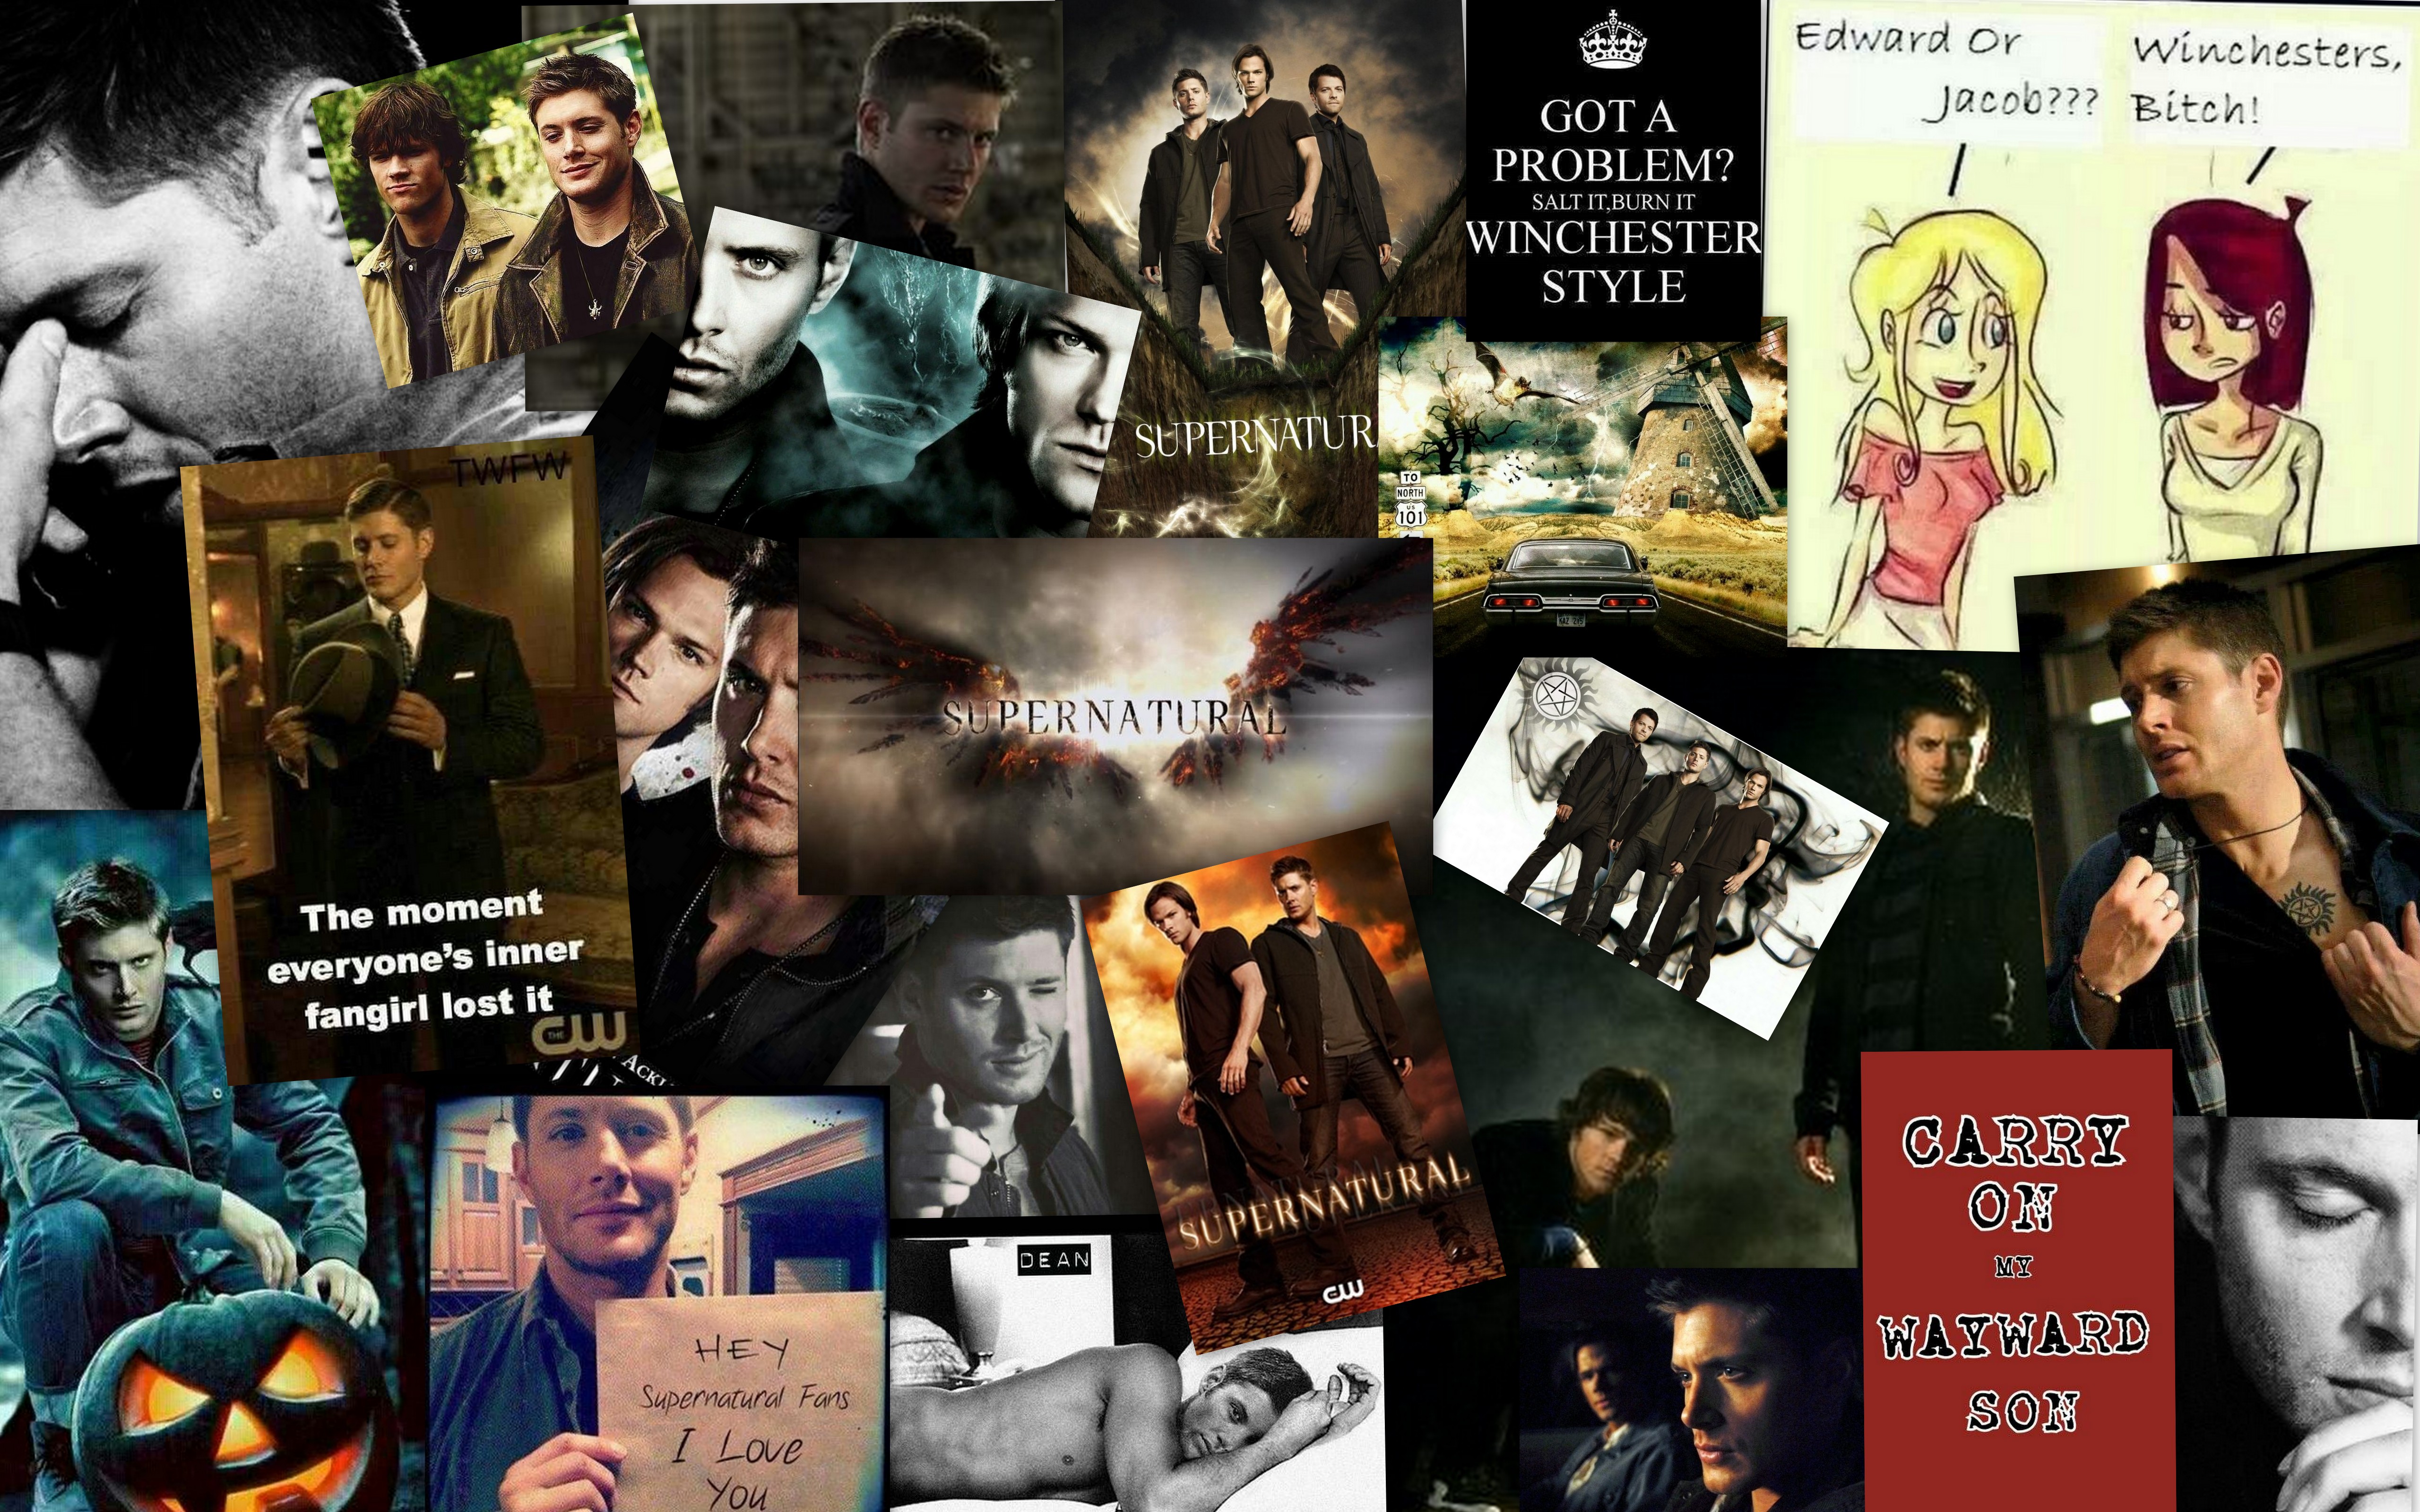 Edward Or
Jacob???
Winchesters,
Bitch!
GOT A
PROBLEM?
SALT IT,BURN IT
WINCHESTER
STYLE
SUPERNATUR
TO
NORTH
US
101
TWFW
SUPERNATURAL
The moment
everyone's inner
fangirl lost it
THE CW
SUPERNATURAL
CW
DEAN
HEY
Supernatural Fans
I Love
You
CARRY
ON
MY
WAYWARD
SON